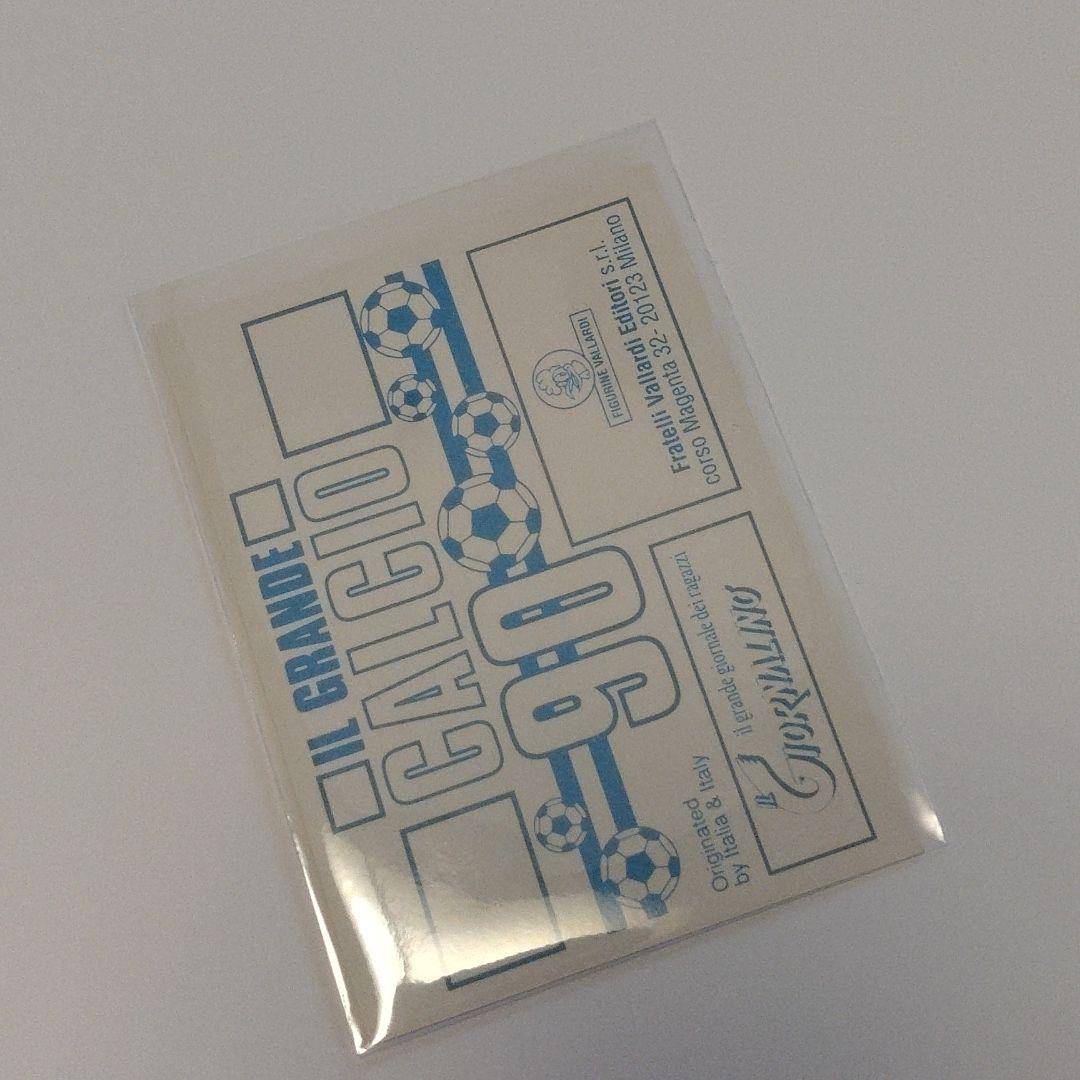 IL GRANDE
CALCIO
90
FIGURINE VALLARDI
Fratelli Vallardi Editori s.r.l.
corso Magenta 32- 20123 Milano
Originated
by Italia & Italy
il grande giornale dei ragazzi
IL GIORNALINO